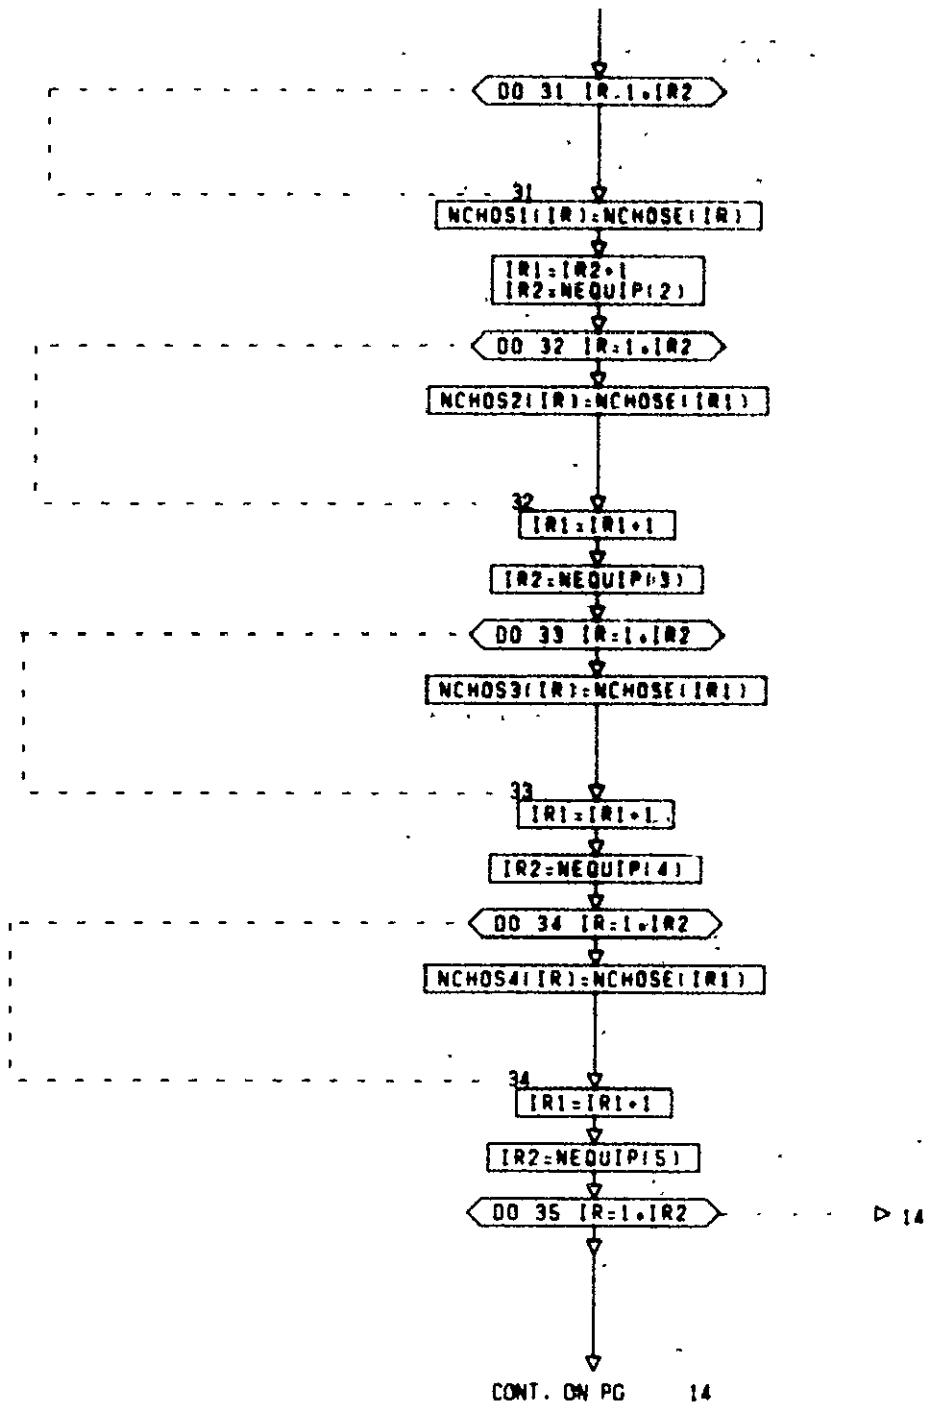 DO 31 IR=1,IR2
31
NCHOS1(IR)=NCHOSE(IR)
IR1=IR2+1
IR2=NEQUIP(2)
DO 32 IR=1,IR2
NCHOS2(IR)=NCHOSE(IR1)
32
IR1=IR1+1
IR2=NEQUIP(3)
DO 33 IR=1,IR2
NCHOS3(IR)=NCHOSE(IR1)
33
IR1=IR1+1
IR2=NEQUIP(4)
DO 34 IR=1,IR2
NCHOS4(IR)=NCHOSE(IR1)
34
IR1=IR1+1
IR2=NEQUIP(5)
DO 35 IR=1,IR2
14
CONT. ON PG 14